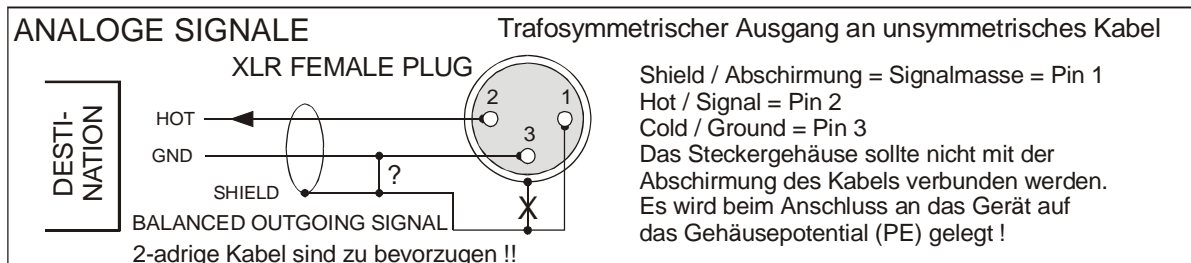 ANALOGE SIGNALE
Trafosymmetrischer Ausgang an unsymmetrisches Kabel
XLR FEMALE PLUG
DESTI-
NATION
HOT
GND
SHIELD
?
2
1
3
X
BALANCED OUTGOING SIGNAL
2-adrige Kabel sind zu bevorzugen !!
Shield / Abschirmung = Signalmasse = Pin 1
Hot / Signal = Pin 2
Cold / Ground = Pin 3
Das Steckergehäuse sollte nicht mit der
Abschirmung des Kabels verbunden werden.
Es wird beim Anschluss an das Gerät auf
das Gehäusepotential (PE) gelegt !